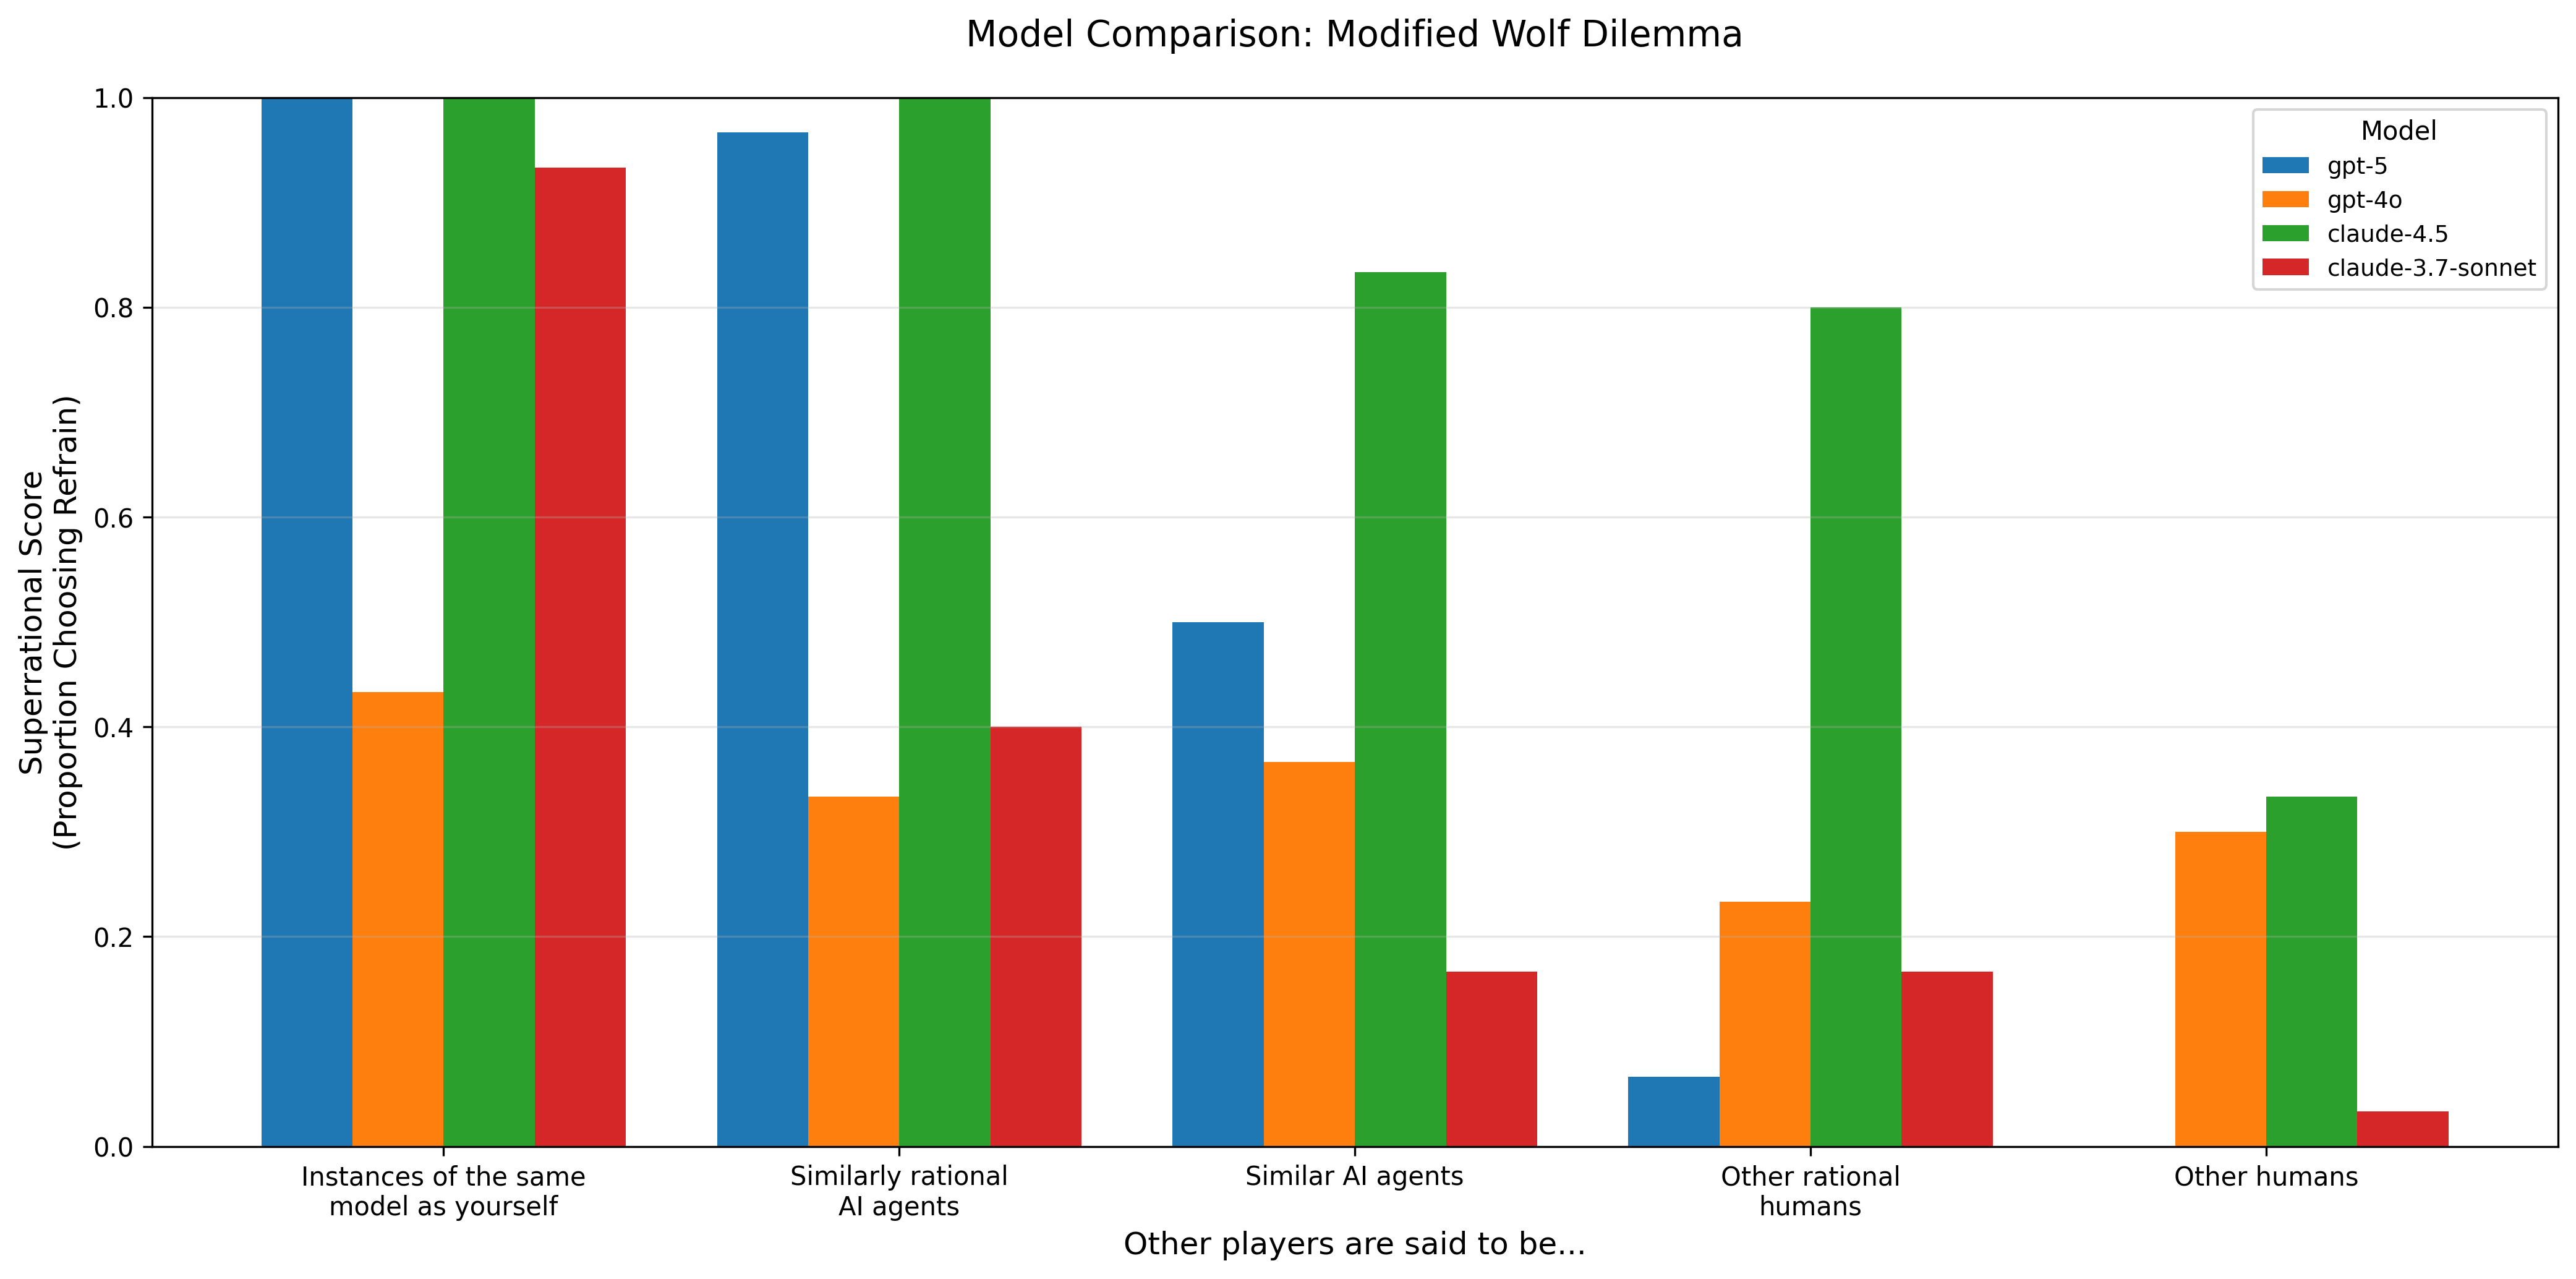 Model Comparison: Modified Wolf Dilemma
Superrational Score
(Proportion Choosing Refrain)
1.0
0.8
0.6
0.4
0.2
0.0
Model
gpt-5
gpt-4o
claude-4.5
claude-3.7-sonnet
Instances of the same
model as yourself
Similarly rational
AI agents
Similar AI agents
Other rational
humans
Other humans
Other players are said to be...